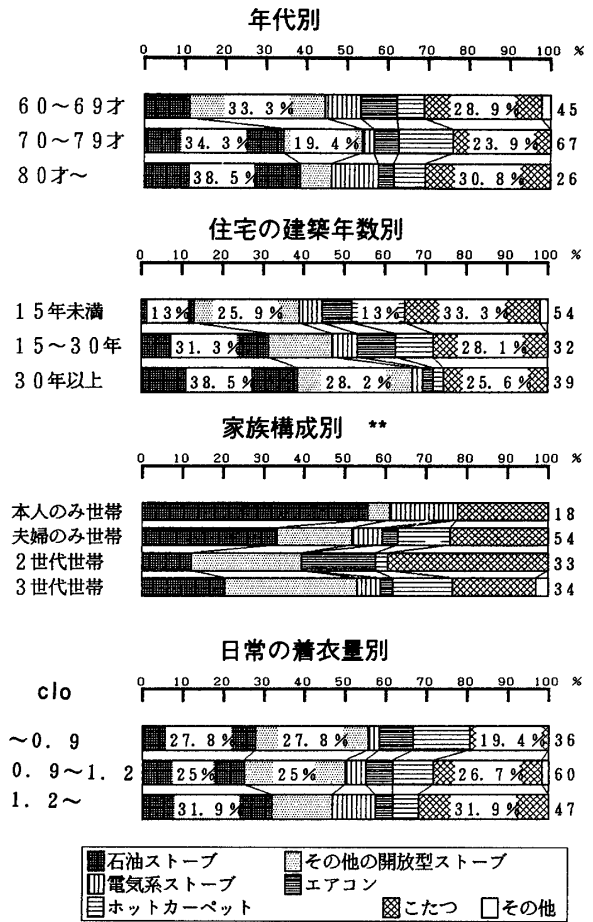 年代別
0 10 20 30 40 50 60 70 80 90 100 %
60～69才 33.3% 28.9% 45
70～79才 34.3% 19.4% 23.9% 67
80才～ 38.5% 30.8% 26
住宅の建築年数別
0 10 20 30 40 50 60 70 80 90 100 %
15年未満 13% 25.9% 13% 33.3% 54
15～30年 31.3% 28.1% 32
30年以上 38.5% 28.2% 25.6% 39
家族構成別 **
0 10 20 30 40 50 60 70 80 90 100 %
本人のみ世帯 18
夫婦のみ世帯 54
2世代世帯 33
3世代世帯 34
日常の着衣量別
clo 0 10 20 30 40 50 60 70 80 90 100 %
～0.9 27.8% 27.8% 19.4% 36
0.9～1.2 25% 25% 26.7% 60
1.2～ 31.9% 31.9% 47
石油ストーブ その他の開放型ストーブ
電気系ストーブ エアコン
ホットカーペット こたつ その他